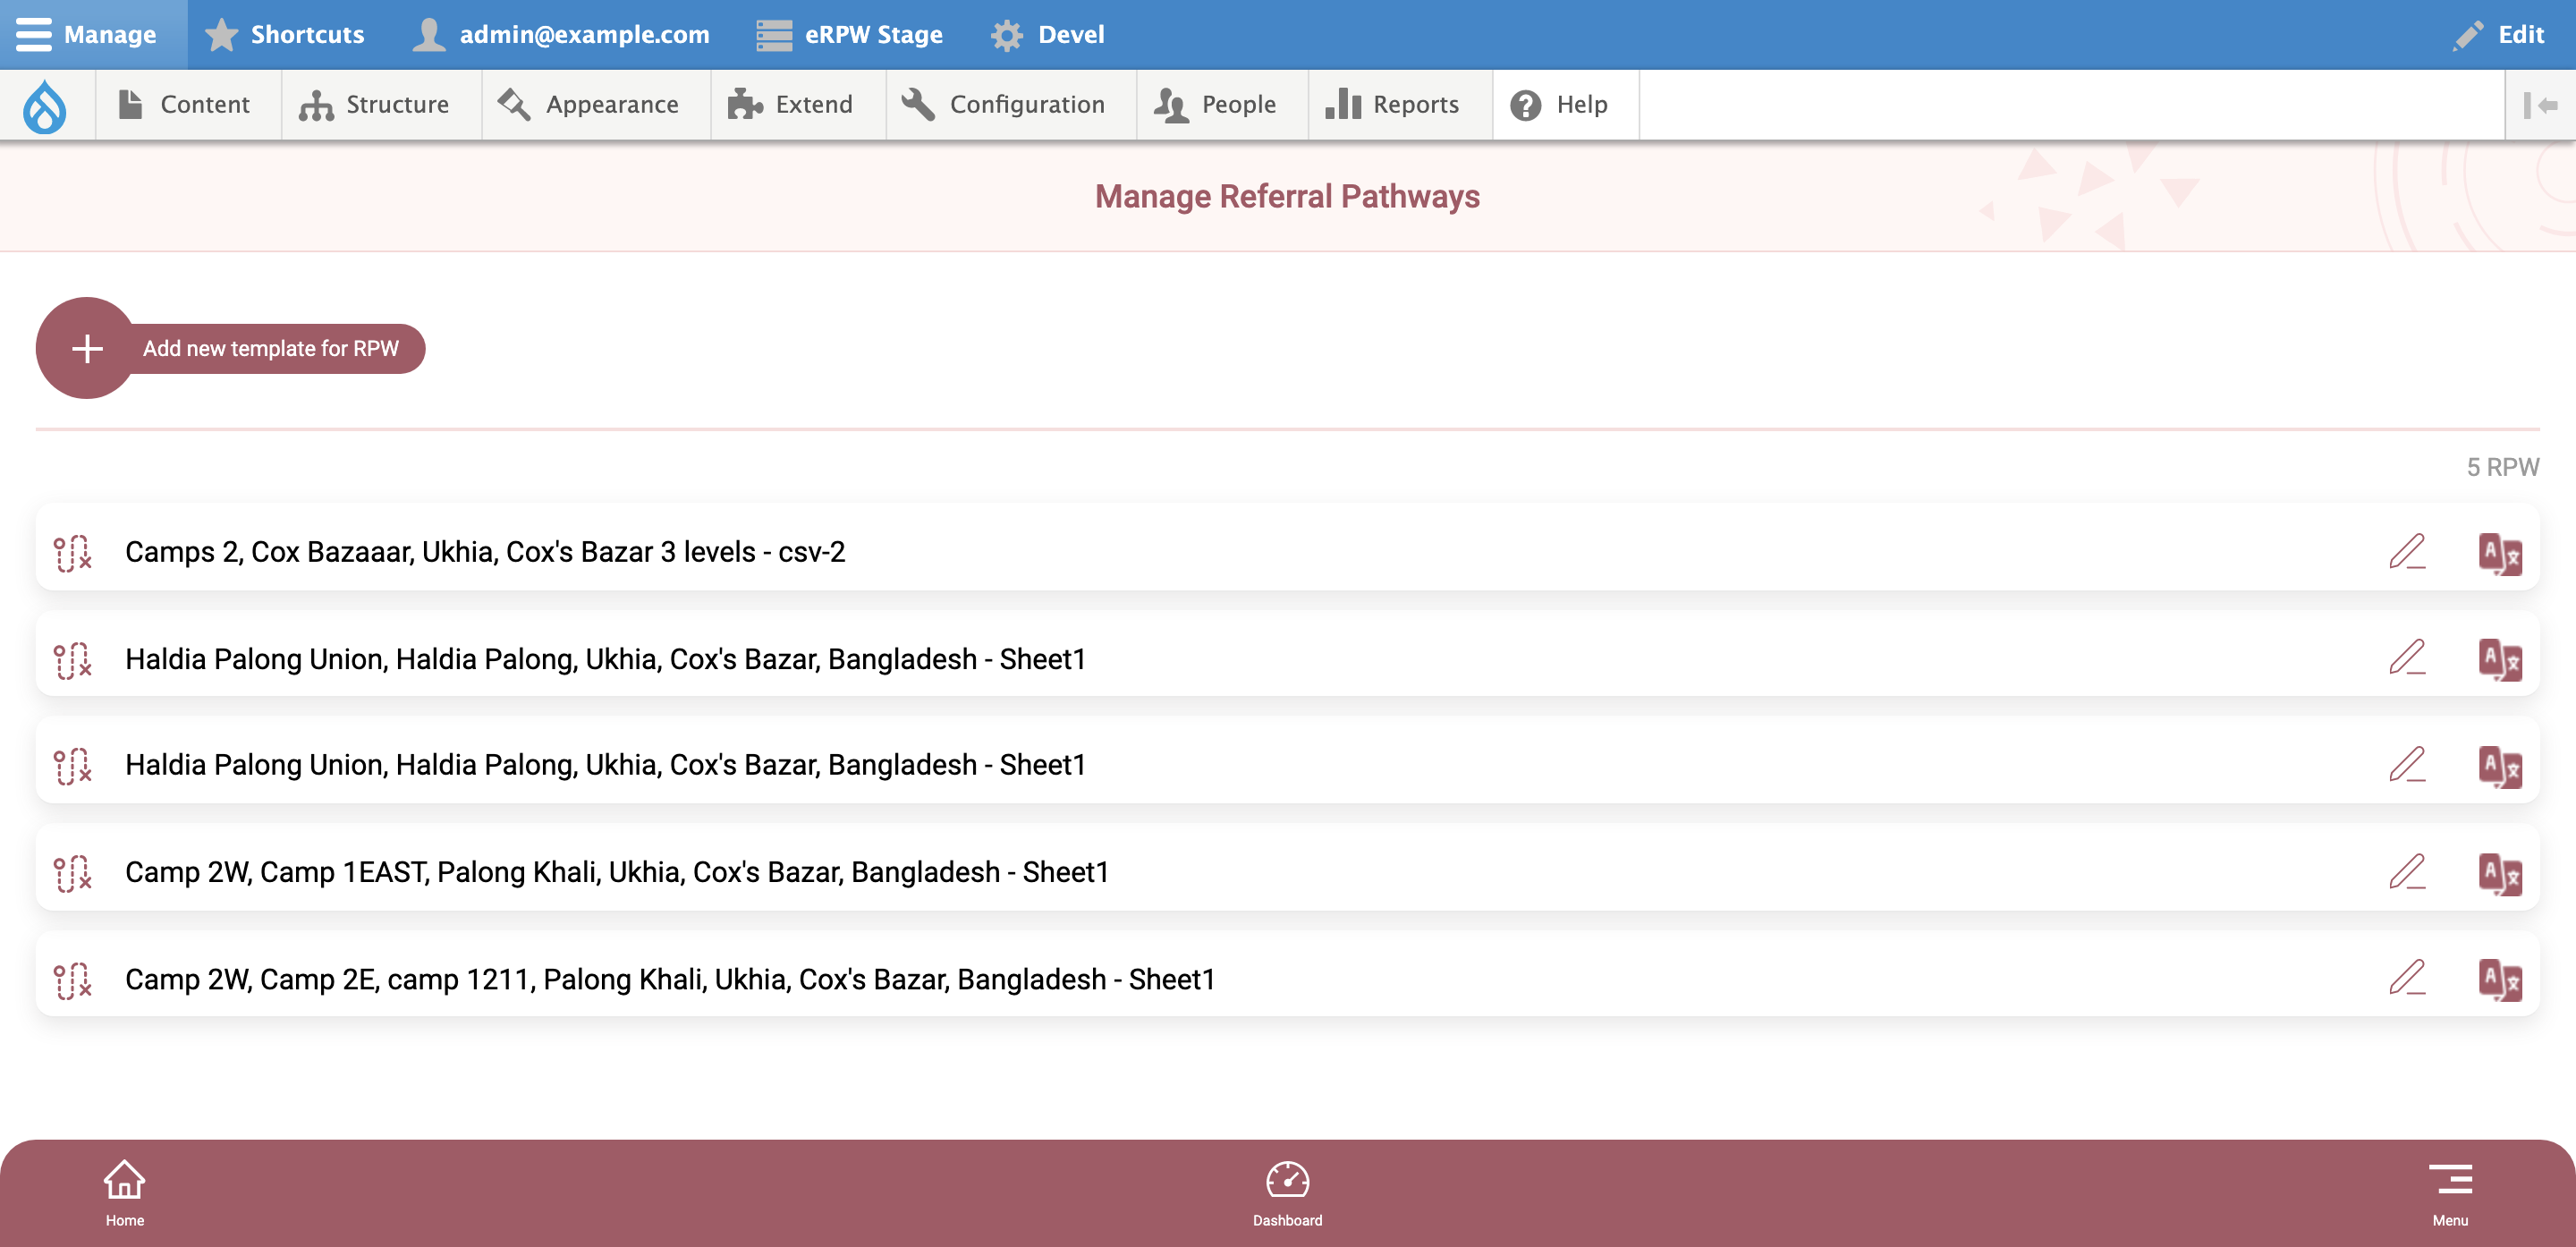 Manage Shortcuts admin@example.com eRPW Stage Devel Edit
Content Structure Appearance Extend Configuration People Reports Help
Manage Referral Pathways
Add new template for RPW
5 RPW
Camps 2, Cox Bazaaar, Ukhia, Cox's Bazar 3 levels - csv-2
Haldia Palong Union, Haldia Palong, Ukhia, Cox's Bazar, Bangladesh - Sheet1
Haldia Palong Union, Haldia Palong, Ukhia, Cox's Bazar, Bangladesh - Sheet1
Camp 2W, Camp 1EAST, Palong Khali, Ukhia, Cox's Bazar, Bangladesh - Sheet1
Camp 2W, Camp 2E, camp 1211, Palong Khali, Ukhia, Cox's Bazar, Bangladesh - Sheet1
Home Dashboard Menu